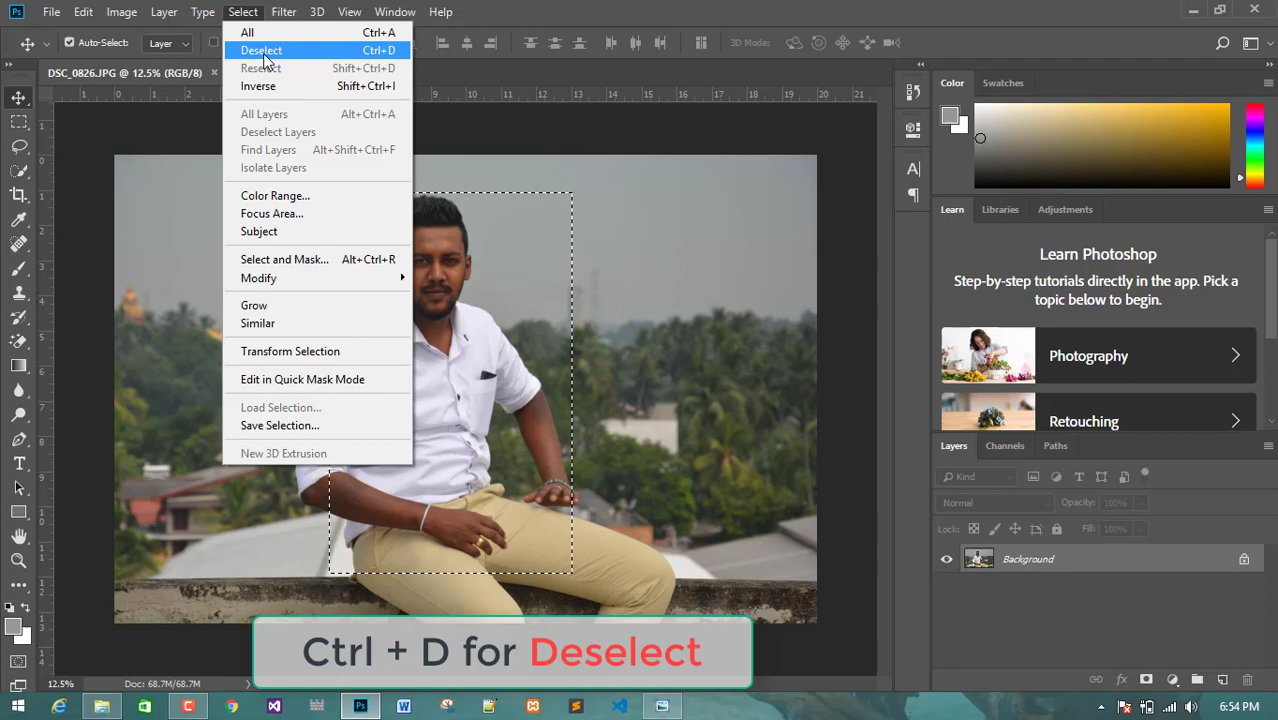 Ps File Edit Image Layer Type Select Filter 3D View Window Help
Auto-Select: Layer 3D Mode:
DSC_0826.JPG @ 12.5% (RGB/8)
All Ctrl+A
Deselect Ctrl+D
Reselect Shift+Ctrl+D
Inverse Shift+Ctrl+I
All Layers Alt+Ctrl+A
Deselect Layers
Find Layers Alt+Shift+Ctrl+F
Isolate Layers
Color Range...
Focus Area...
Subject
Select and Mask... Alt+Ctrl+R
Modify
Grow
Similar
Transform Selection
Edit in Quick Mask Mode
Load Selection...
Save Selection...
New 3D Extrusion
Color Swatches
Learn Libraries Adjustments
Learn Photoshop
Step-by-step tutorials directly in the app. Pick a
topic below to begin.
Photography
Retouching
Layers Channels Paths
Kind
Normal Opacity: 100%
Lock: Fill: 100%
Background
Ctrl + D for Deselect
12.5% Doc: 68.7M/68.7M
6:54 PM